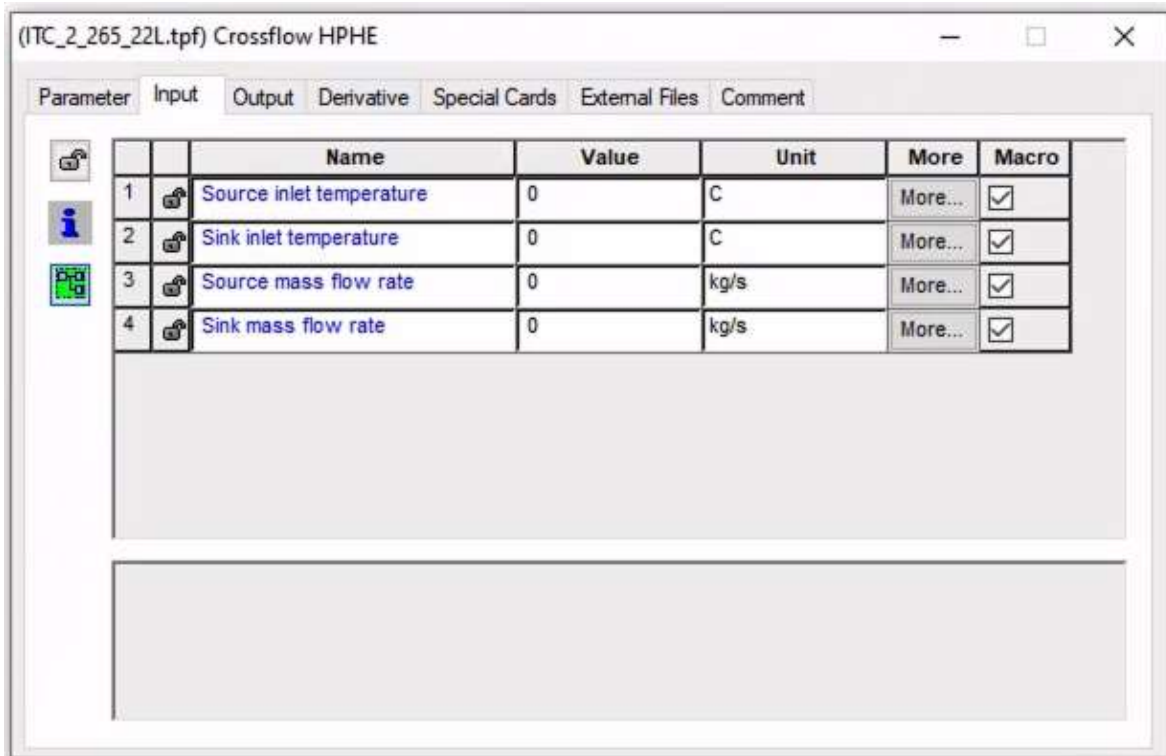 (ITC_2_265_22L.tpf) Crossflow HPHE
Parameter Input Output Derivative Special Cards External Files Comment
Name Value Unit More Macro
1 Source inlet temperature 0 C More...
2 Sink inlet temperature 0 C More...
3 Source mass flow rate 0 kg/s More...
4 Sink mass flow rate 0 kg/s More...